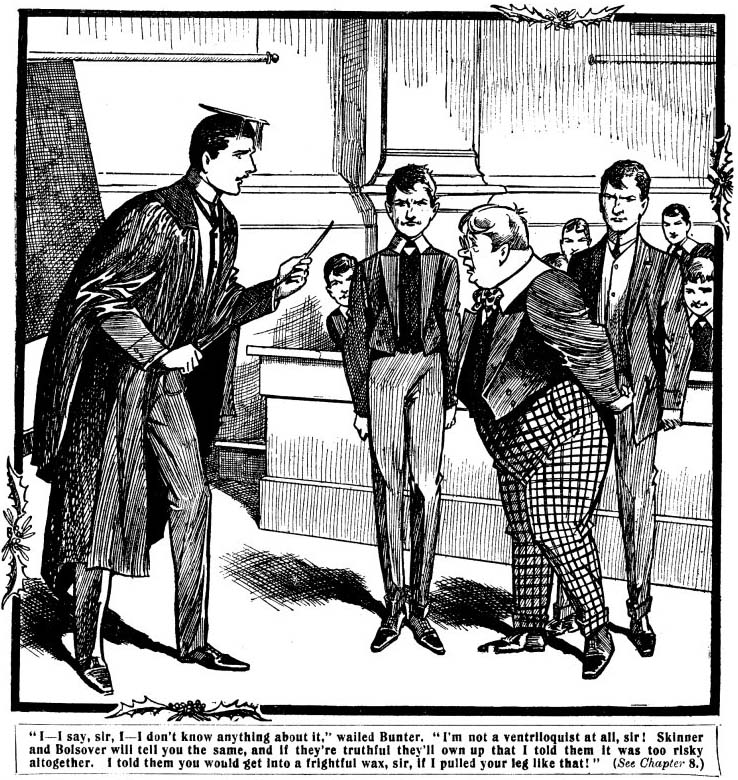 "I—I say, sir, I—I don't know anything about it," wailed Bunter. "I'm not a ventriloquist at all, sir! Skinner
and Bolsover will tell you the same, and if they're truthful they'll own up that I told them it was too risky
altogether. I told them you would get into a frightful wax, sir, if I pulled your leg like that!" (See Chapter 8.)